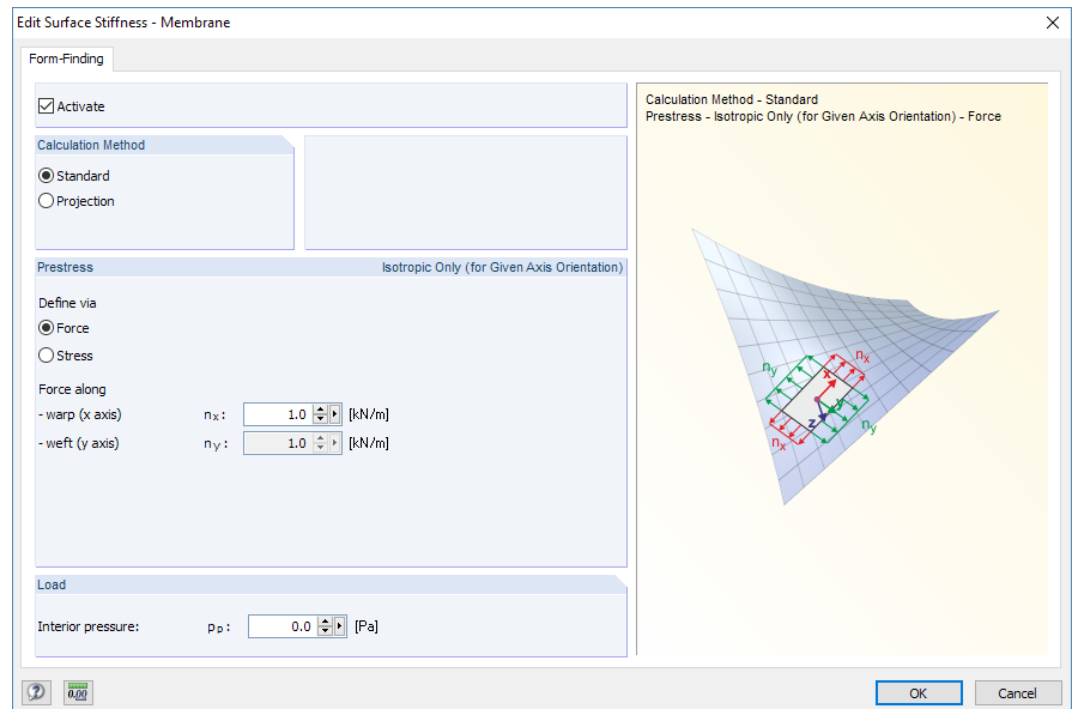 Edit Surface Stiffness - Membrane
Form-Finding
Activate
Calculation Method
Standard
Projection
Prestress Isotropic Only (for Given Axis Orientation)
Define via
Force
Stress
Force along
- warp (x axis) nx: 1.0 [kN/m]
- weft (y axis) ny: 1.0 [kN/m]
Load
Interior pressure: pp: 0.0 [Pa]
Calculation Method - Standard
Prestress - Isotropic Only (for Given Axis Orientation) - Force
nx
ny
x
y
z
ny
nx
0.00
OK Cancel